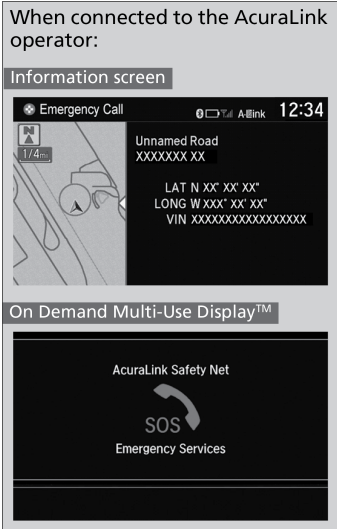 When connected to the AcuraLink
operator:
Information screen
Emergency Call
12:34
N
1/4mi
Unnamed Road
XXXXXXX XX
LAT N XX° XX' XX"
LONG W XXX° XX' XX"
VIN XXXXXXXXXXXXXXXXX
On Demand Multi-Use Display™
AcuraLink Safety Net
SOS
Emergency Services